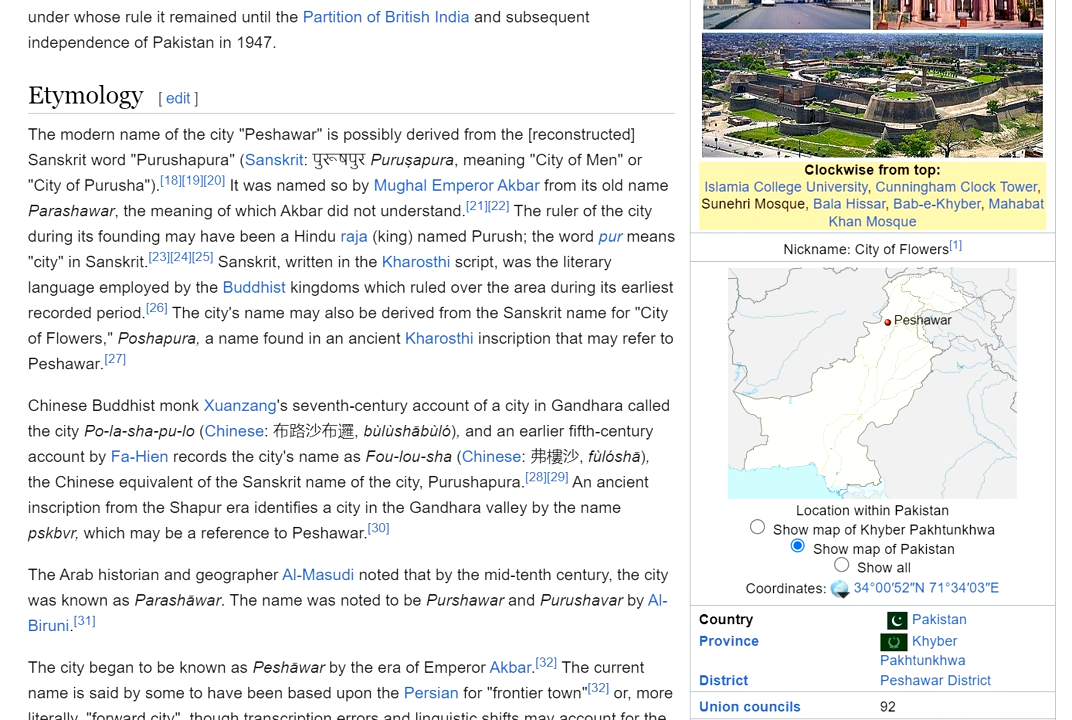 under whose rule it remained until the Partition of British India and subsequent
independence of Pakistan in 1947.
Etymology [ edit ]
The modern name of the city "Peshawar" is possibly derived from the [reconstructed]
Sanskrit word "Purushapura" (Sanskrit: पुरूषपुर Puruṣapura, meaning "City of Men" or
"City of Purusha").[18][19][20] It was named so by Mughal Emperor Akbar from its old name
Parashawar, the meaning of which Akbar did not understand.[21][22] The ruler of the city
during its founding may have been a Hindu raja (king) named Purush; the word pur means
"city" in Sanskrit.[23][24][25] Sanskrit, written in the Kharosthi script, was the literary
language employed by the Buddhist kingdoms which ruled over the area during its earliest
recorded period.[26] The city's name may also be derived from the Sanskrit name for "City
of Flowers," Poshapura, a name found in an ancient Kharosthi inscription that may refer to
Peshawar.[27]
Chinese Buddhist monk Xuanzang's seventh-century account of a city in Gandhara called
the city Po-la-sha-pu-lo (Chinese: 布路沙布邏, bùlùshābùló), and an earlier fifth-century
account by Fa-Hien records the city's name as Fou-lou-sha (Chinese: 弗樓沙, fùlóshā),
the Chinese equivalent of the Sanskrit name of the city, Purushapura.[28][29] An ancient
inscription from the Shapur era identifies a city in the Gandhara valley by the name
pskbvr, which may be a reference to Peshawar.[30]
The Arab historian and geographer Al-Masudi noted that by the mid-tenth century, the city
was known as Parashāwar. The name was noted to be Purshawar and Purushavar by Al-
Biruni.[31]
The city began to be known as Peshāwar by the era of Emperor Akbar.[32] The current
name is said by some to have been based upon the Persian for "frontier town"[32] or, more
literally, "forward city", though transcription errors and linguistic shifts may account for the
Clockwise from top:
Islamia College University, Cunningham Clock Tower,
Sunehri Mosque, Bala Hissar, Bab-e-Khyber, Mahabat
Khan Mosque
Nickname: City of Flowers[1]
Peshawar
Location within Pakistan
Show map of Khyber Pakhtunkhwa
Show map of Pakistan
Show all
Coordinates: 34°00′52″N 71°34′03″E
Country Pakistan
Province Khyber
Pakhtunkhwa
District Peshawar District
Union councils 92